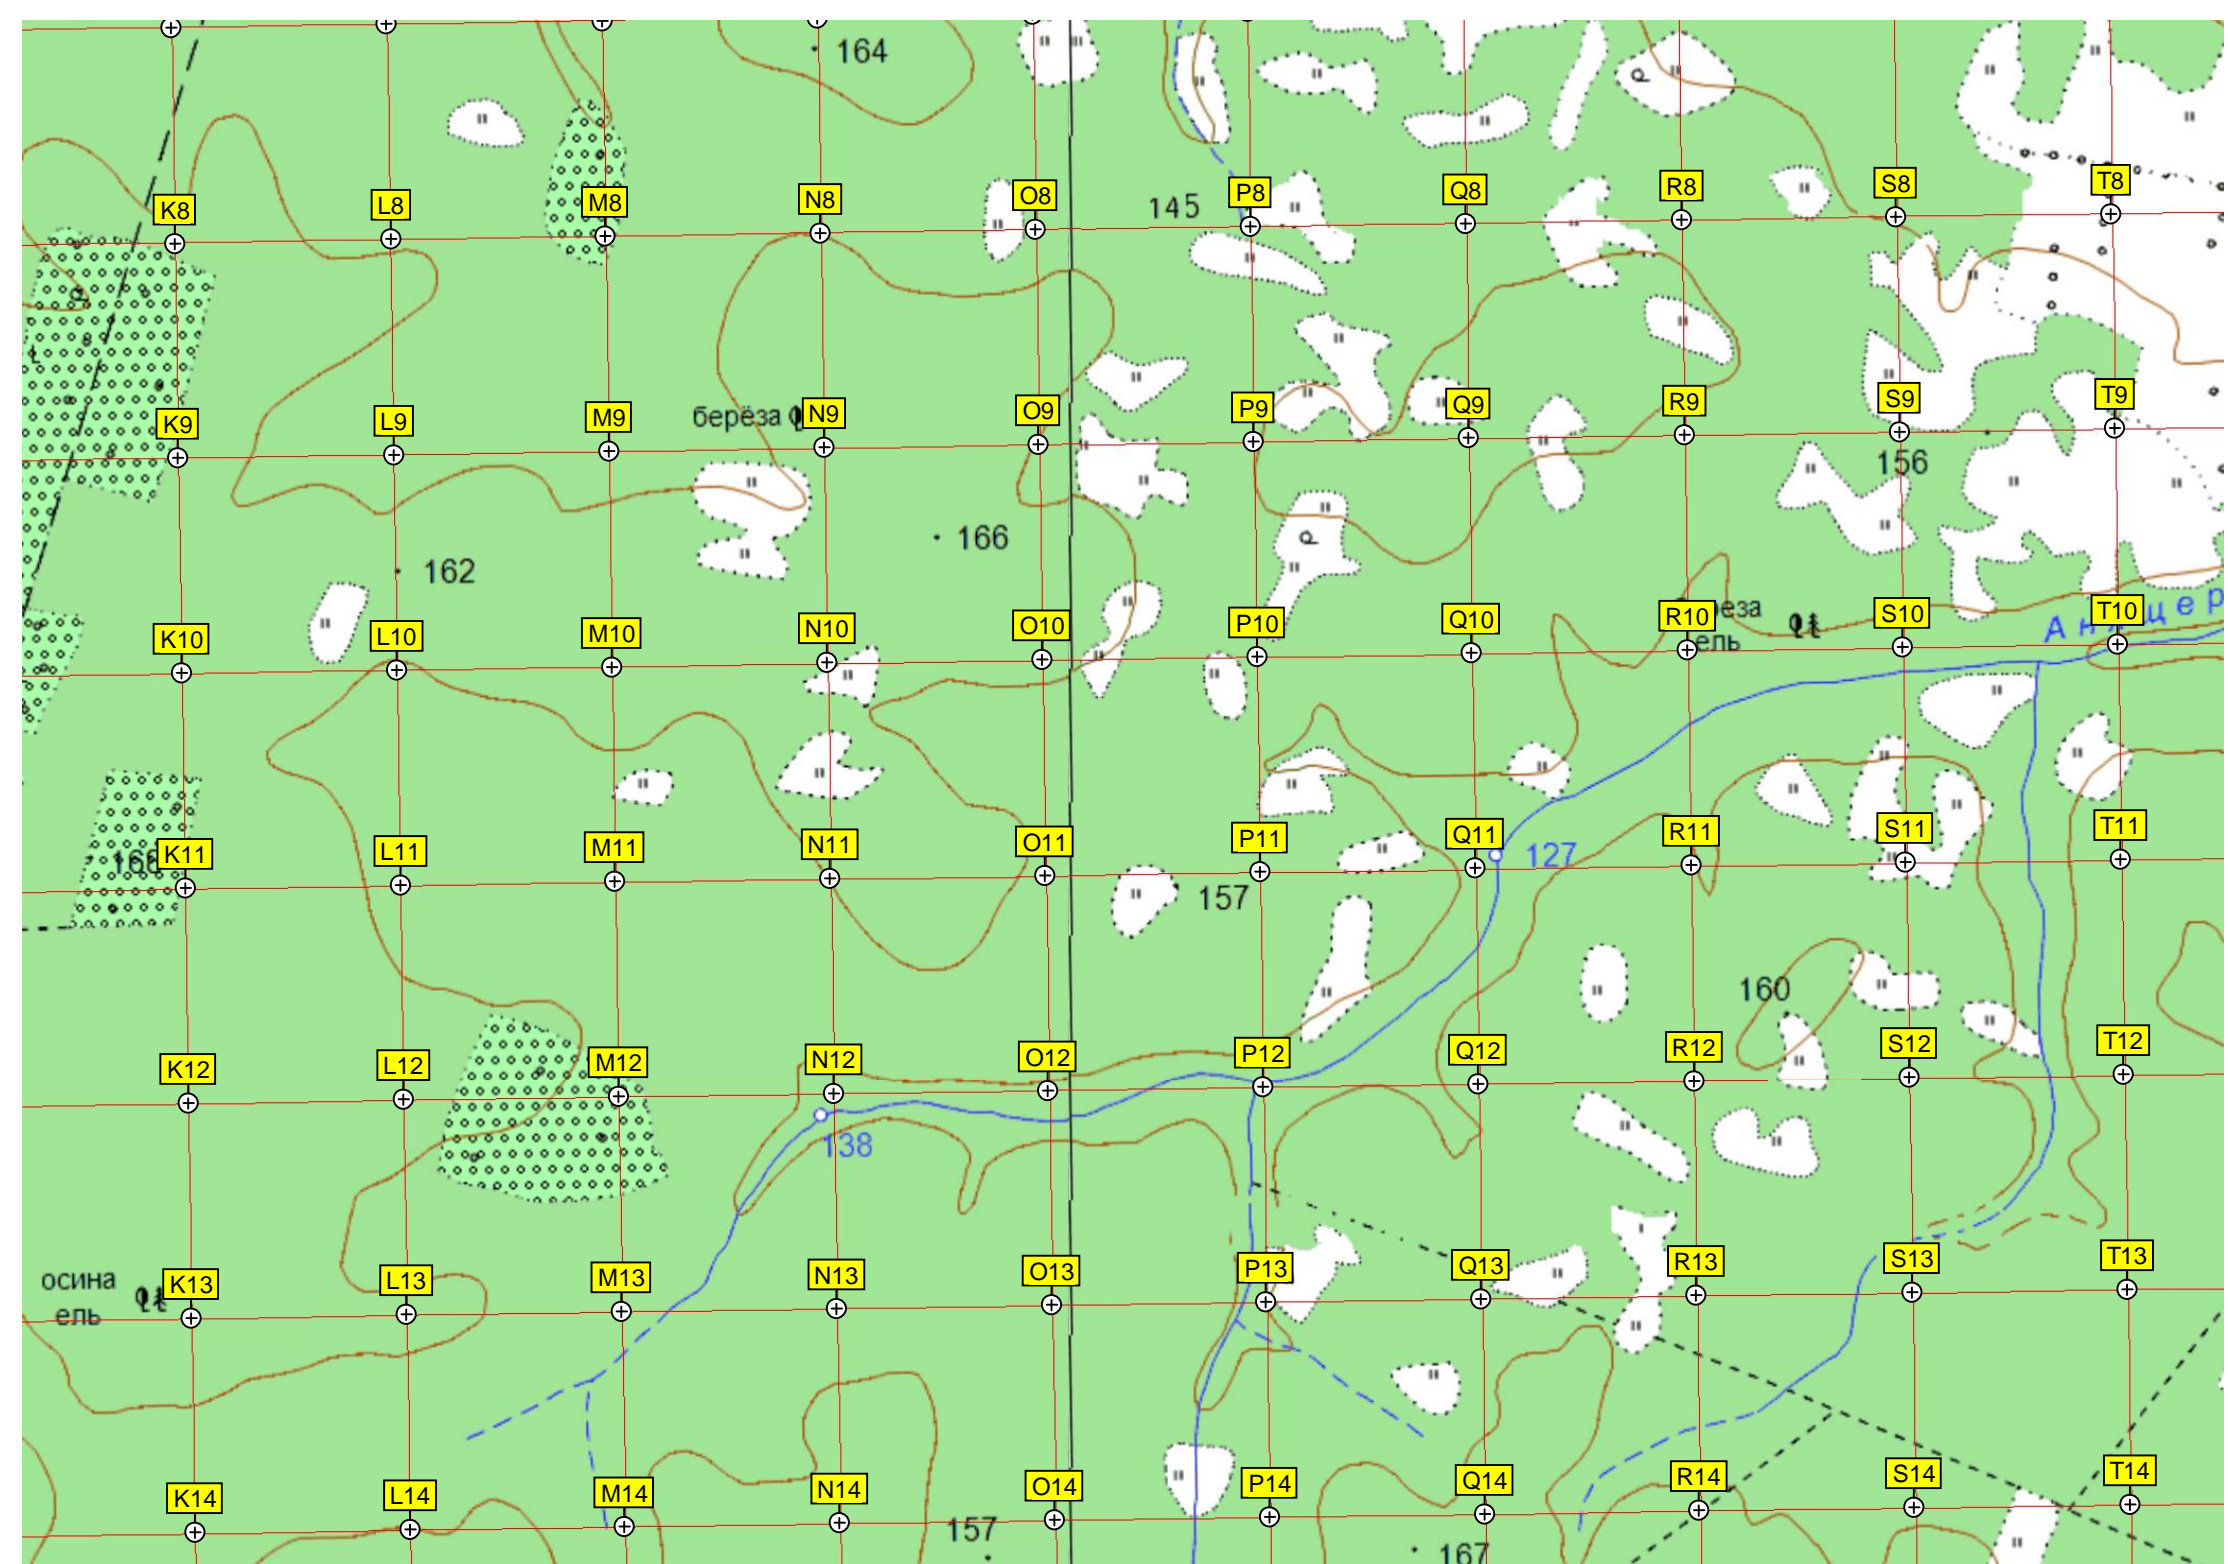 164
K8 L8 M8 N8 O8 145 P8 Q8 R8 S8 T8
берёза
K9 L9 M9 N9 O9 P9 Q9 R9 S9 T9
156
166
162
K10 L10 M10 N10 O10 P10 Q10 R10 S10 T10
ель
K11 L11 M11 N11 O11 P11 Q11 127 R11 S11 T11
157
160
K12 L12 M12 N12 O12 P12 Q12 R12 S12 T12
138
осина
ель
K13 L13 M13 N13 O13 P13 Q13 R13 S13 T13
K14 L14 M14 N14 O14 P14 Q14 R14 S14 T14
157
167